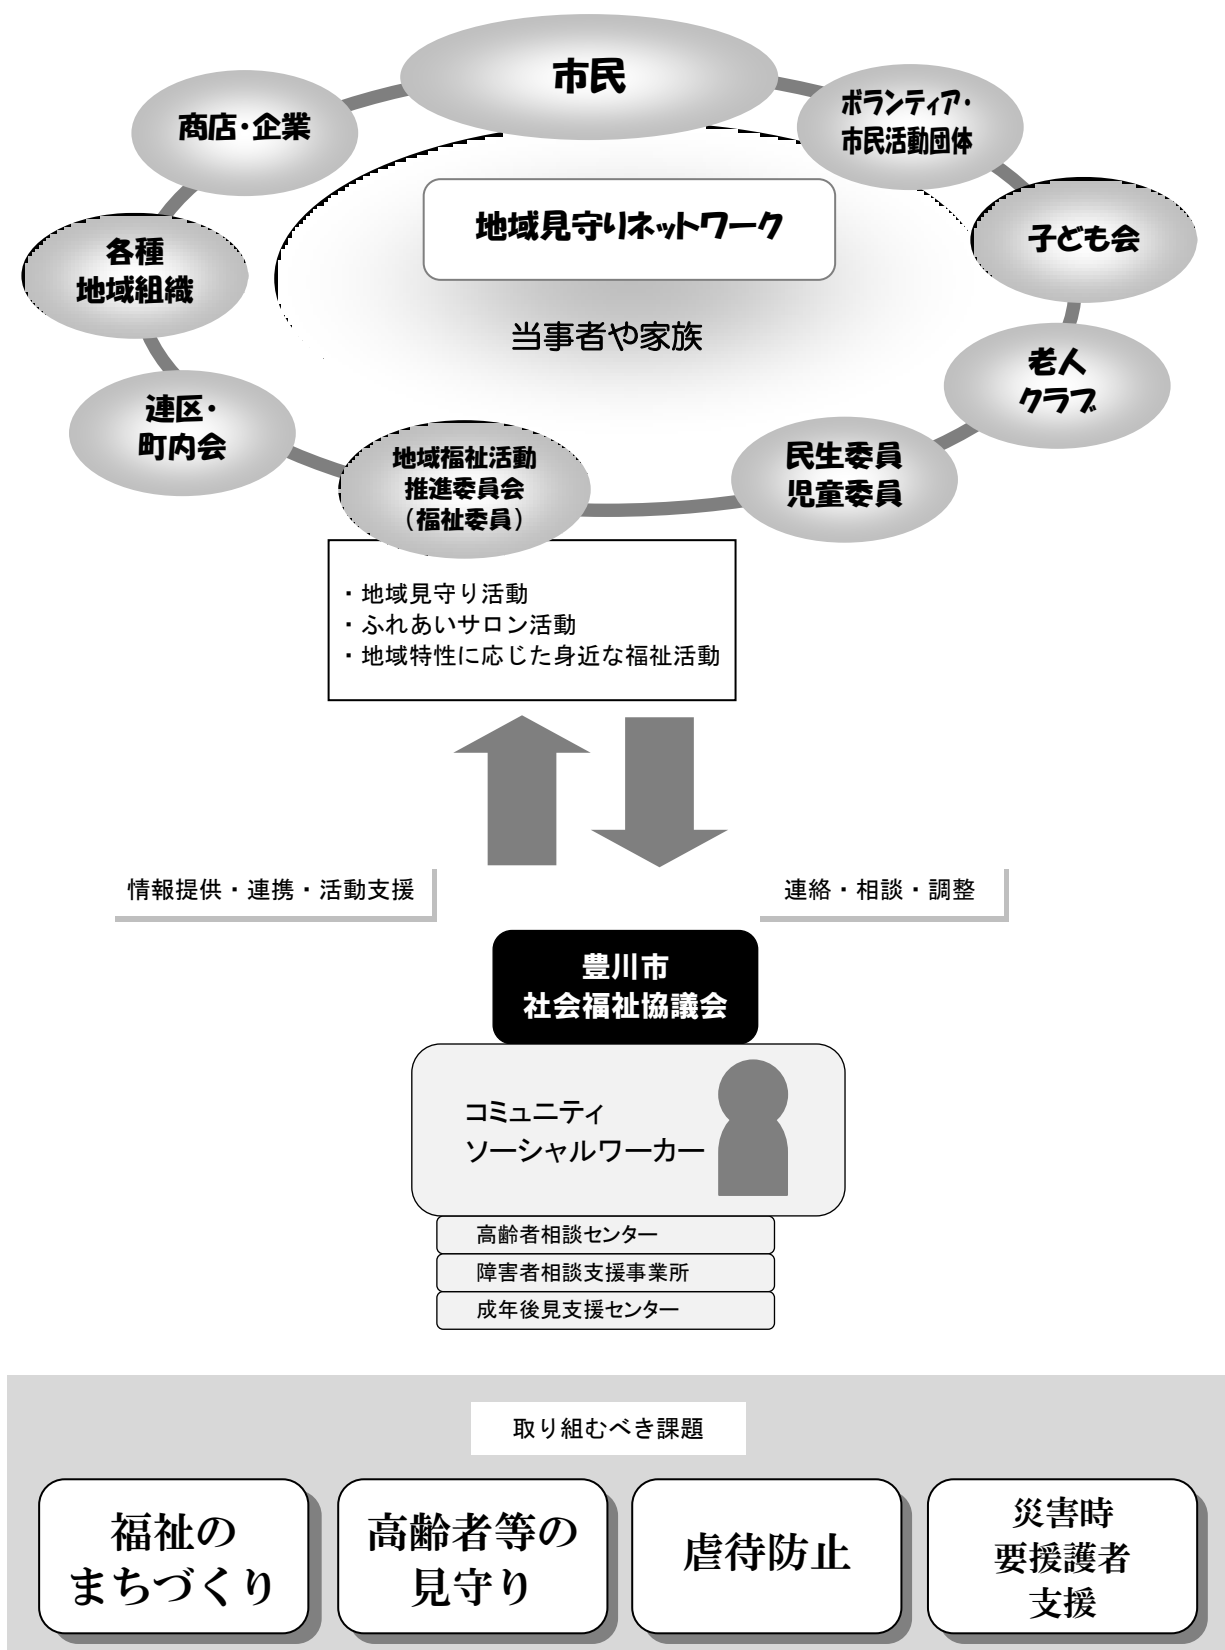 市民
商店・企業
ボランティア・
市民活動団体
地域見守りネットワーク
各種
地域組織
子ども会
当事者や家族
老人
クラブ
連区・
町内会
地域福祉活動
推進委員会
（福祉委員）
民生委員
児童委員
・地域見守り活動
・ふれあいサロン活動
・地域特性に応じた身近な福祉活動
情報提供・連携・活動支援
連絡・相談・調整
豊川市
社会福祉協議会
コミュニティ
ソーシャルワーカー
高齢者相談センター
障害者相談支援事業所
成年後見支援センター
取り組むべき課題
福祉の
まちづくり
高齢者等の
見守り
虐待防止
災害時
要援護者
支援